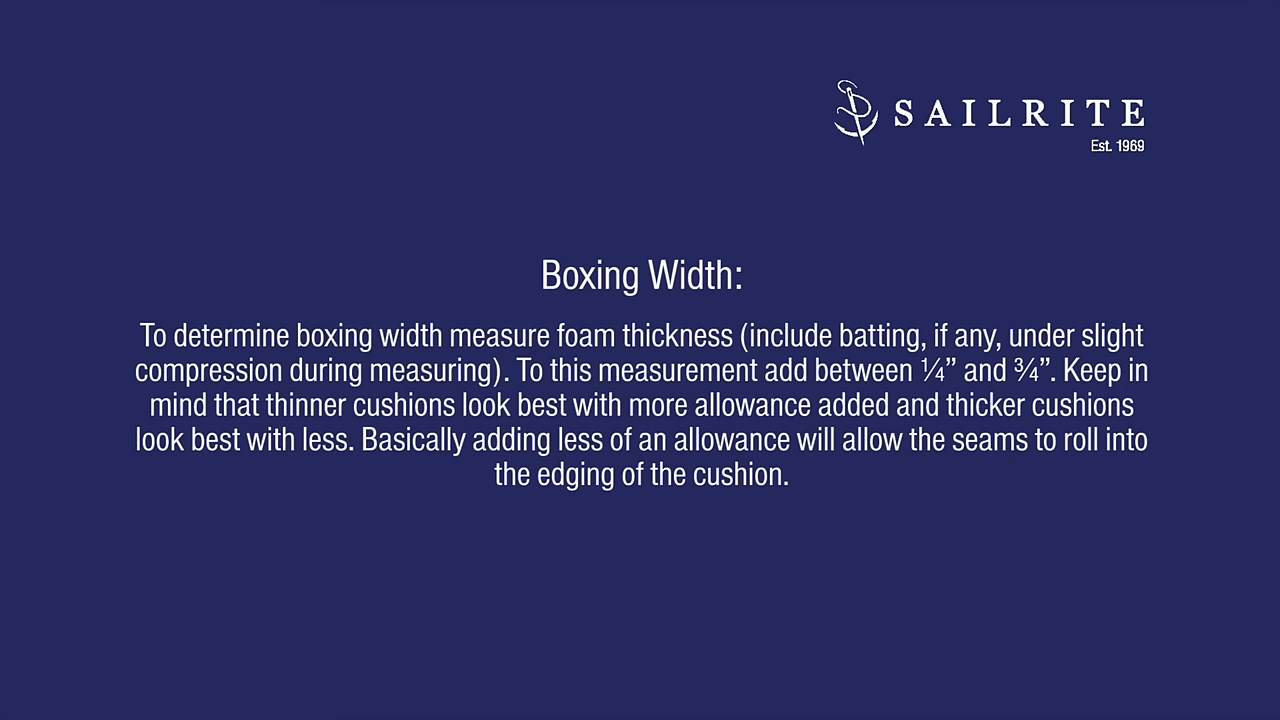 SAILRITE
Est. 1969
Boxing Width:
To determine boxing width measure foam thickness (include batting, if any, under slight
compression during measuring). To this measurement add between ¼” and ¾”. Keep in
mind that thinner cushions look best with more allowance added and thicker cushions
look best with less. Basically adding less of an allowance will allow the seams to roll into
the edging of the cushion.